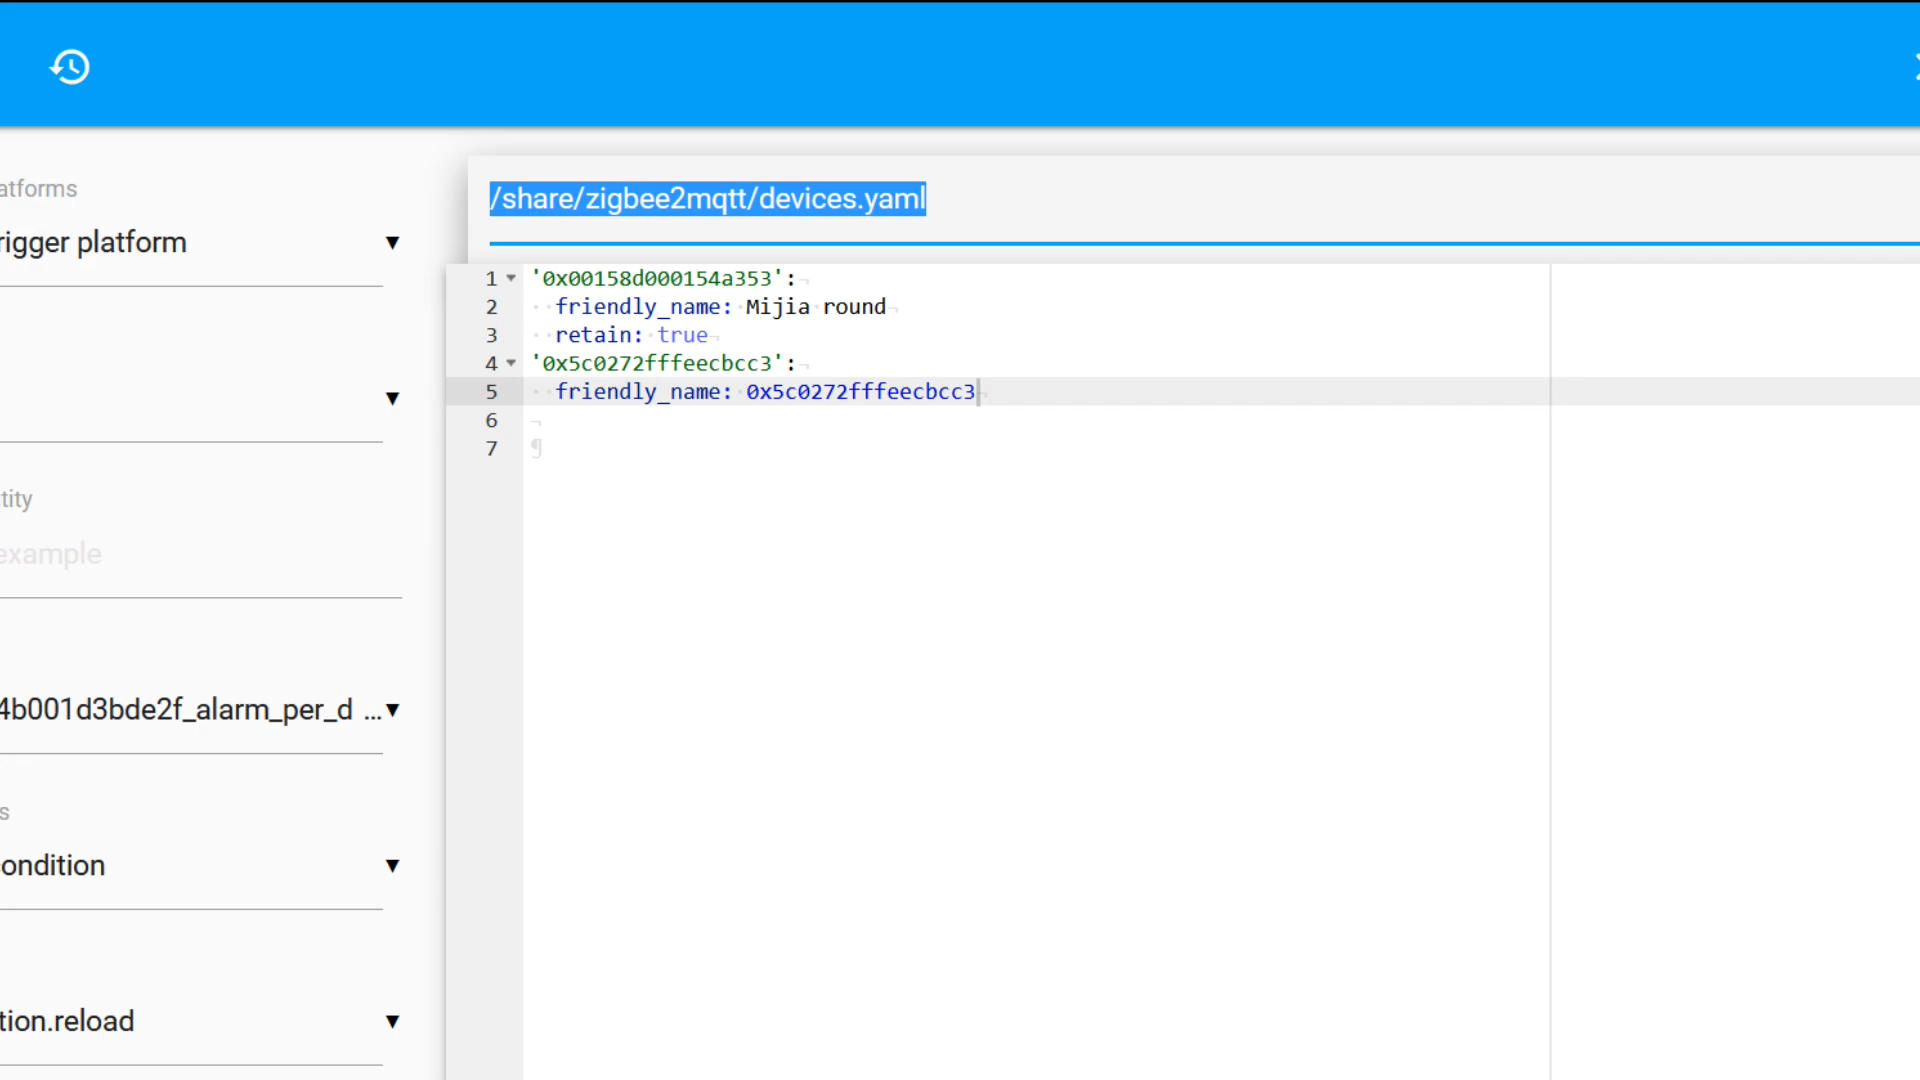 /share/zigbee2mqtt/devices.yaml
atforms
rigger platform
tity
example
4b001d3bde2f_alarm_per_d ...
s
ondition
tion.reload
1 '0x00158d000154a353':
2 friendly_name: Mijia round
3 retain: true
4 '0x5c0272fffeecbcc3':
5 friendly_name: 0x5c0272fffeecbcc3
6
7